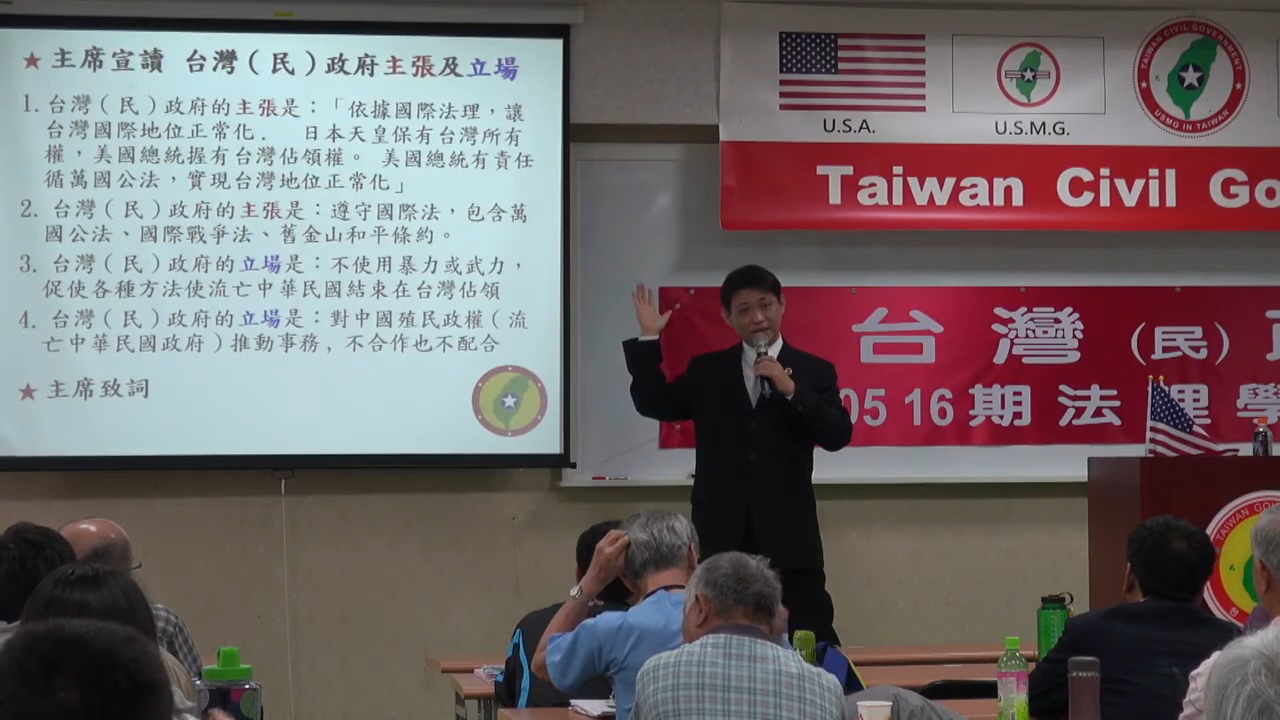 ★ 主席宣讀 台灣(民)政府主張及立場
1. 台灣(民)政府的主張是:「依據國際法理,讓
台灣國際地位正常化. 日本天皇保有台灣所有
權,美國總統握有台灣佔領權。 美國總統有責任
循萬國公法,實現台灣地位正常化」
2. 台灣(民)政府的主張是:遵守國際法,包含萬
國公法、國際戰爭法、舊金山和平條約。
3. 台灣(民)政府的立場是:不使用暴力或武力,
促使各種方法使流亡中華民國結束在台灣佔領
4. 台灣(民)政府的立場是:對中國殖民政權(流
亡中華民國政府)推動事務, 不合作也不配合
★ 主席致詞
U.S.A.
U.S.M.G.
TAIWAN CIVIL GOVERNMENT
USMG IN TAIWAN
Taiwan Civil Go
台灣(民)
05 16期法理學
TAIWAN GO